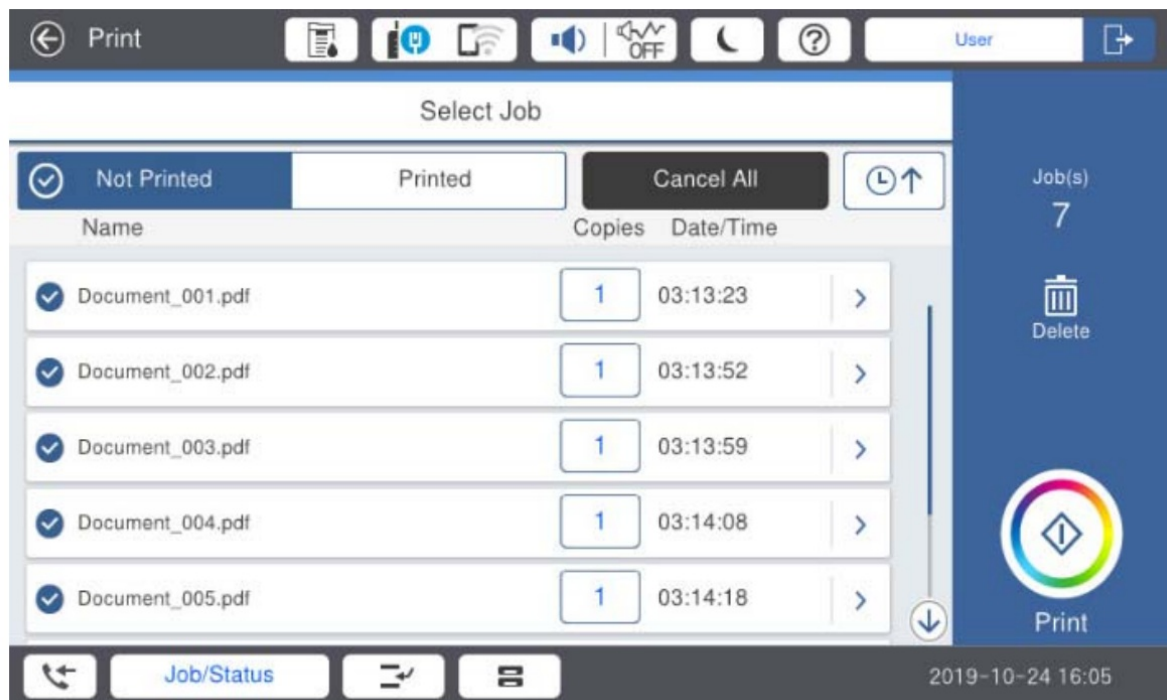 Print
OFF
?
User
Select Job
Not Printed
Printed
Cancel All
Name
Copies
Date/Time
Document_001.pdf 1 03:13:23
Document_002.pdf 1 03:13:52
Document_003.pdf 1 03:13:59
Document_004.pdf 1 03:14:08
Document_005.pdf 1 03:14:18
Job(s)
7
Delete
Print
Job/Status
2019-10-24 16:05